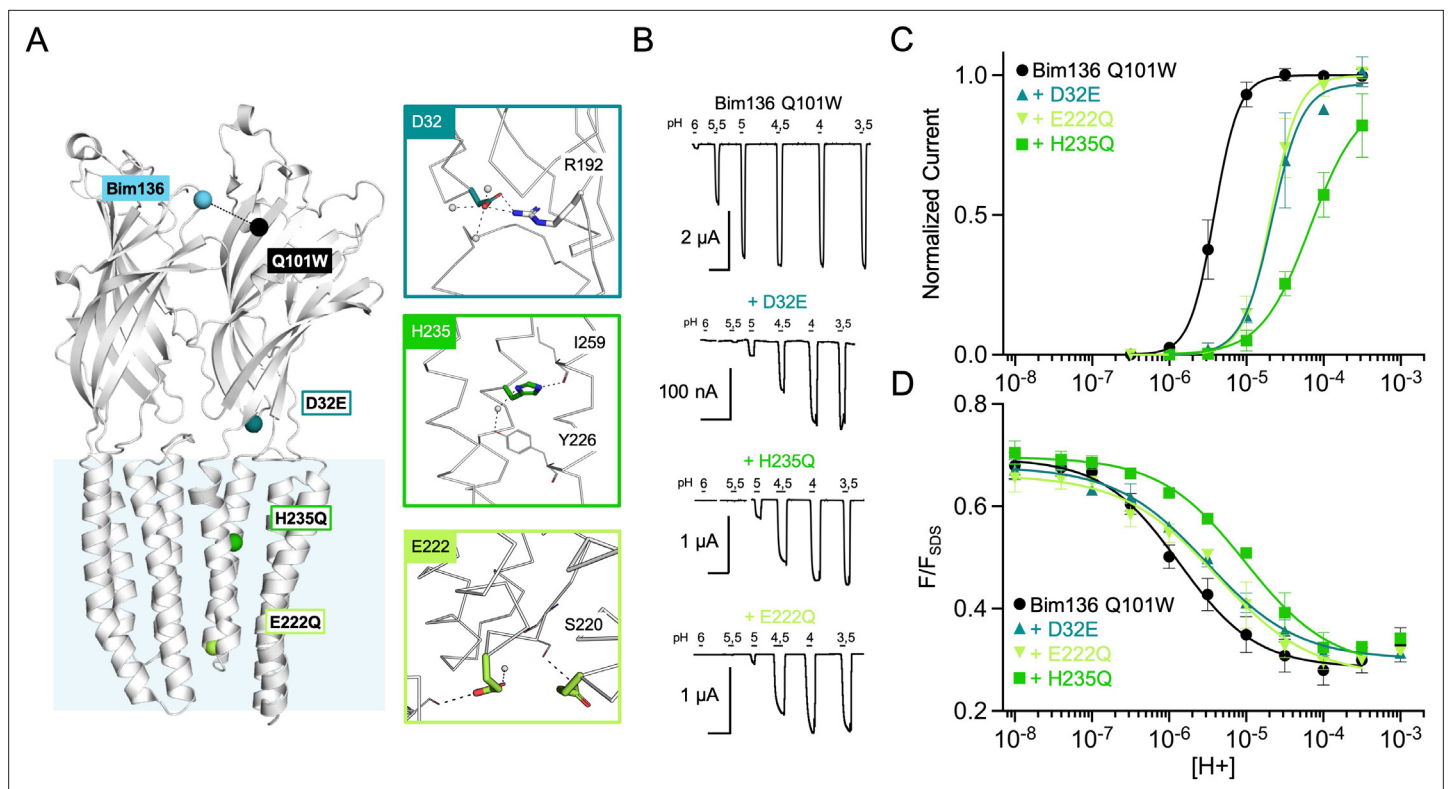 A
Bim136
Q101W
D32E
H235Q
E222Q
D32
R192
H235
I259
Y226
E222
S220
B
Bim136 Q101W
pH 6 5,5 5 4,5 4 3,5
2 µA
+ D32E
pH 6 5,5 5 4,5 4 3,5
100 nA
+ H235Q
pH 6 5,5 5 4,5 4 3,5
1 µA
+ E222Q
pH 6 5,5 5 4,5 4 3,5
1 µA
C
Normalized Current
1.0
0.5
0.0
Bim136 Q101W
+ D32E
+ E222Q
+ H235Q
10-8 10-7 10-6 10-5 10-4 10-3
D
F/FSDS
0.8
0.6
0.4
0.2
Bim136 Q101W
+ D32E
+ E222Q
+ H235Q
10-8 10-7 10-6 10-5 10-4 10-3
[H+]